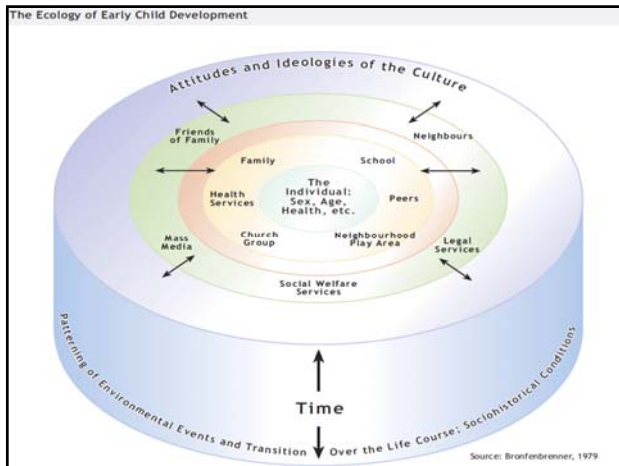 The Ecology of Early Child Development
Attitudes and Ideologies of the Culture
Friends
of Family
Neighbours
Family
School
The
Individual:
Sex, Age,
Health, etc.
Health
Services
Peers
Church
Group
Neighbourhood
Play Area
Mass
Media
Legal
Services
Social Welfare
Services
Time
Patterning of Environmental Events and Transition Over the Life Course; Sociohistorical Conditions
Source: Bronfenbrenner, 1979